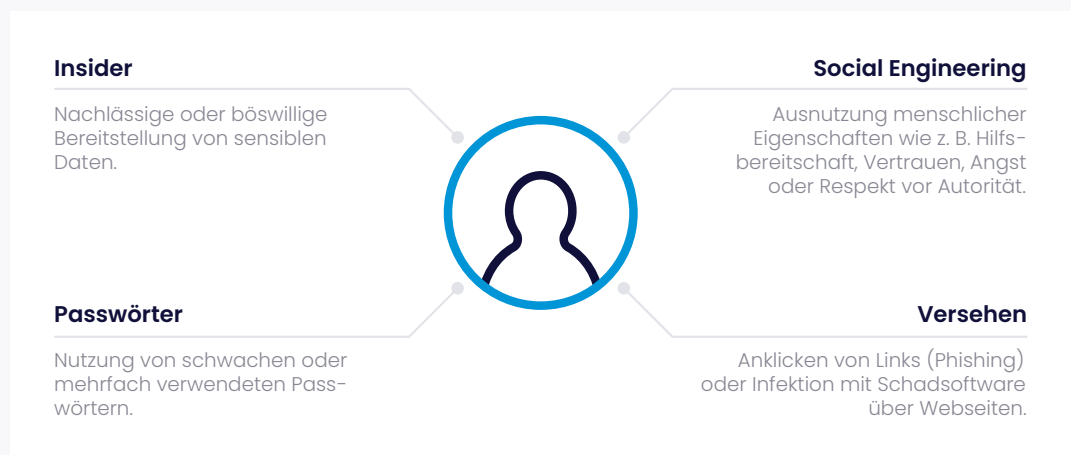 Insider
Nachlässige oder böswillige
Bereitstellung von sensiblen
Daten.
Social Engineering
Ausnutzung menschlicher
Eigenschaften wie z. B. Hilfs-
bereitschaft, Vertrauen, Angst
oder Respekt vor Autorität.
Passwörter
Nutzung von schwachen oder
mehrfach verwendeten Pass-
wörtern.
Versehen
Anklicken von Links (Phishing)
oder Infektion mit Schadsoftware
über Webseiten.